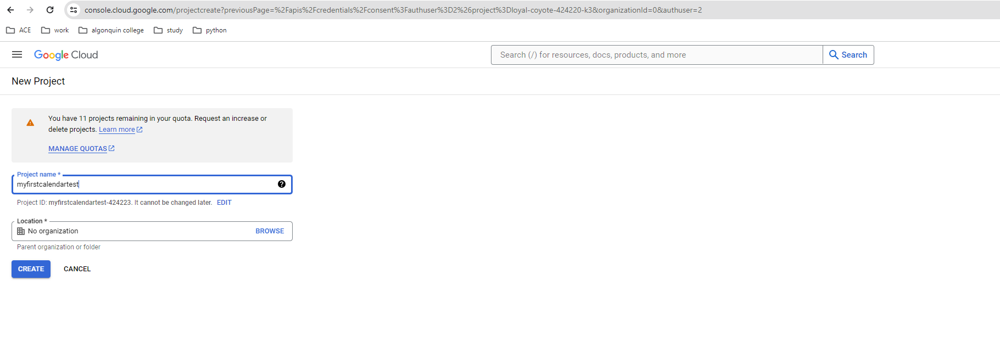 console.cloud.google.com/projectcreate?previousPage=%2Fapis%2Fcredentials%2Fconsent%3Fauthuser%3D2%26project%3Dloyal-coyote-424220-k3&organizationId=0&authuser=2
ACE work algonquin college study python
Google Cloud Search (/) for resources, docs, products, and more Search
New Project
You have 11 projects remaining in your quota. Request an increase or
delete projects. Learn more
MANAGE QUOTAS
Project name *
myfirstcalendartest
Project ID: myfirstcalendartest-424223. It cannot be changed later. EDIT
Location *
No organization BROWSE
Parent organization or folder
CREATE CANCEL